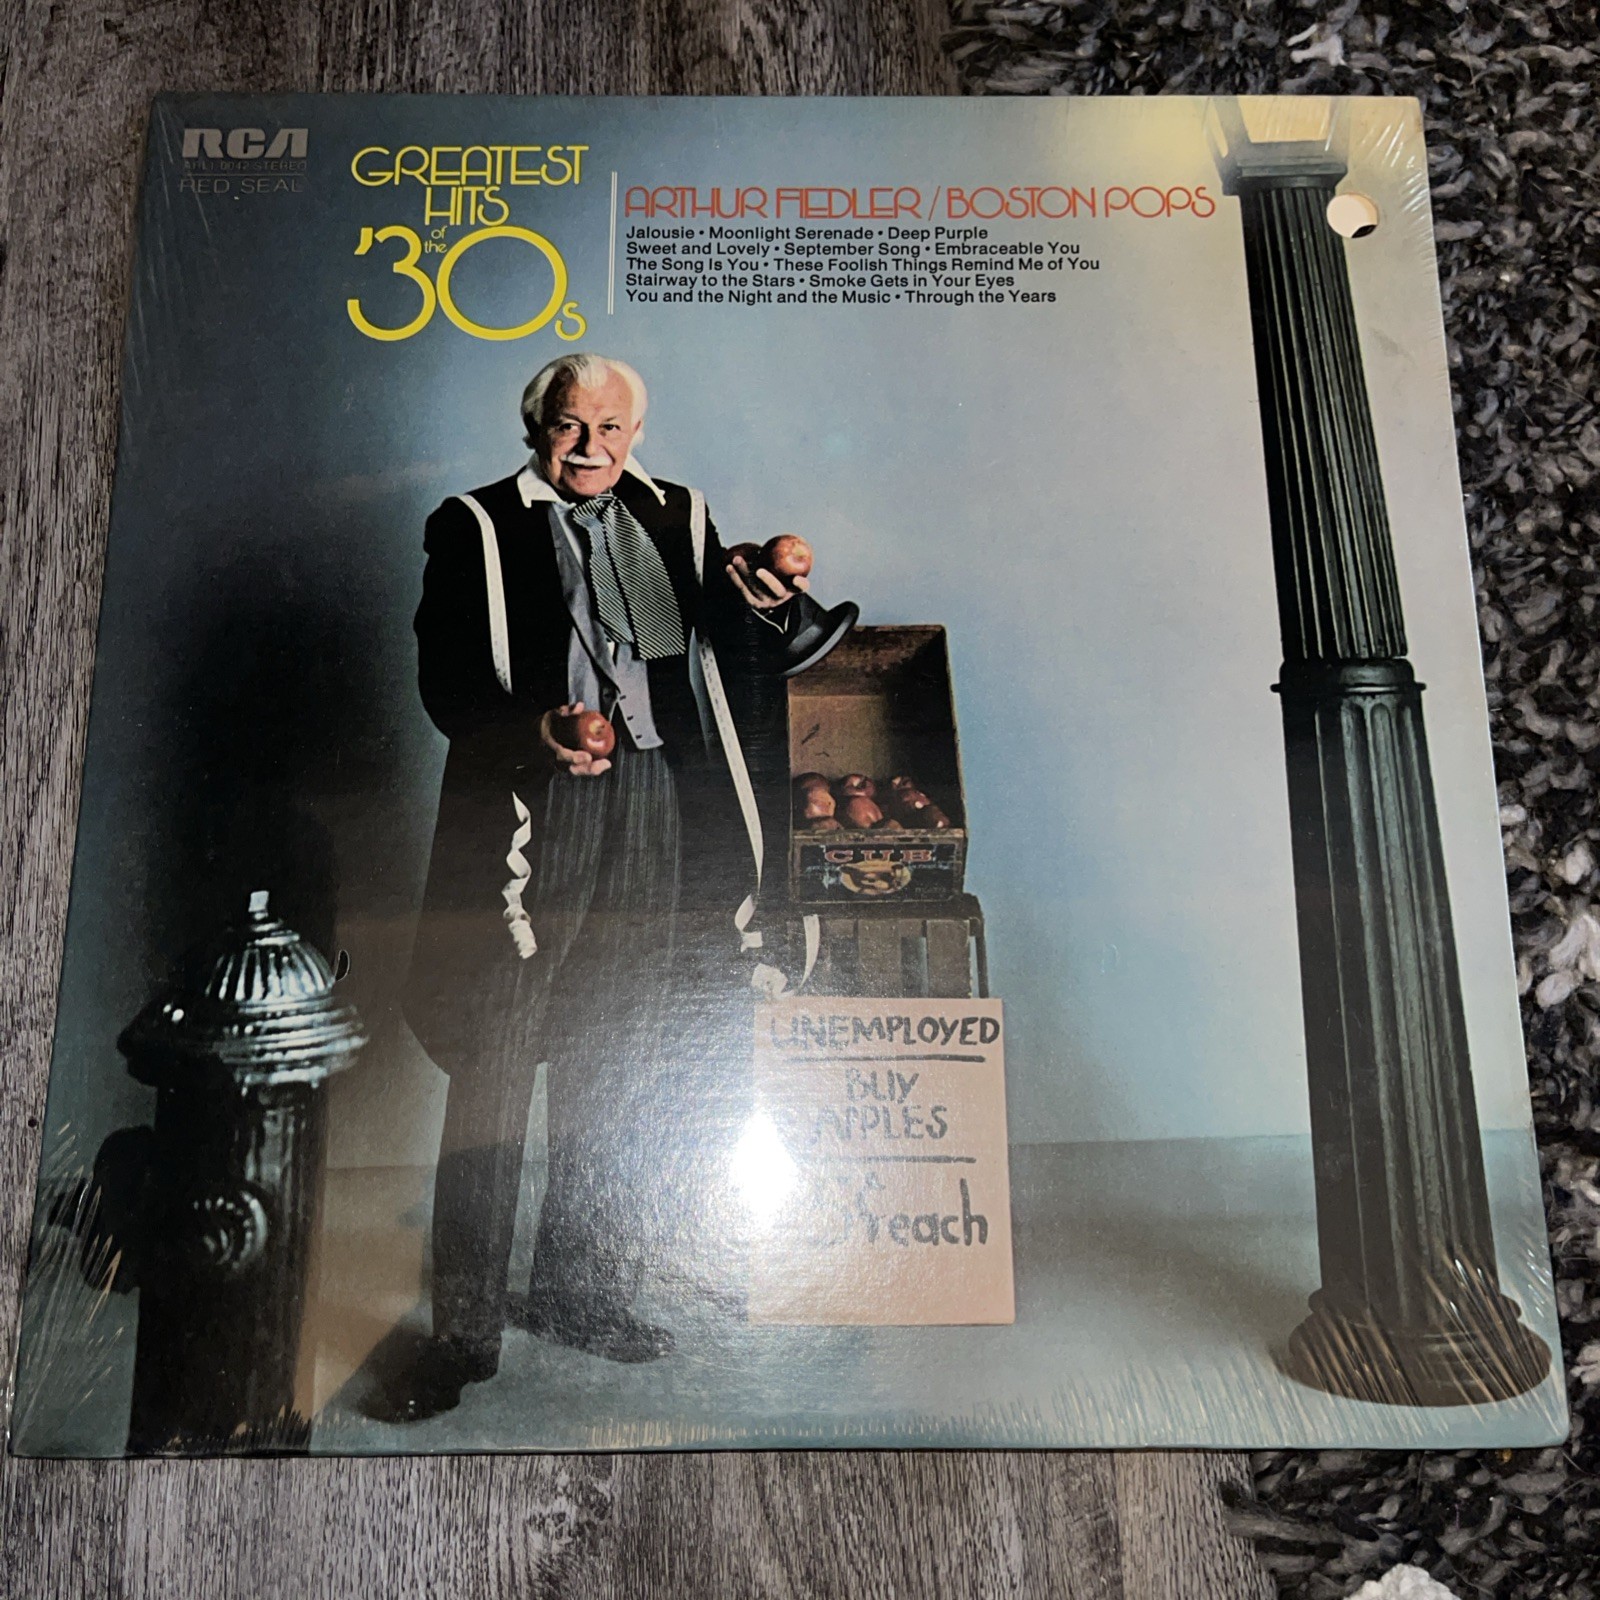 RCA
ARL1-0042 STEREO
RED SEAL
GREATEST
HITS
of the
'30s
ARTHUR FIEDLER / BOSTON POPS
Jalousie • Moonlight Serenade • Deep Purple
Sweet and Lovely • September Song • Embraceable You
The Song Is You • These Foolish Things Remind Me of You
Stairway to the Stars • Smoke Gets in Your Eyes
You and the Night and the Music • Through the Years
CUB
UNEMPLOYED
BUY
APPLES
each